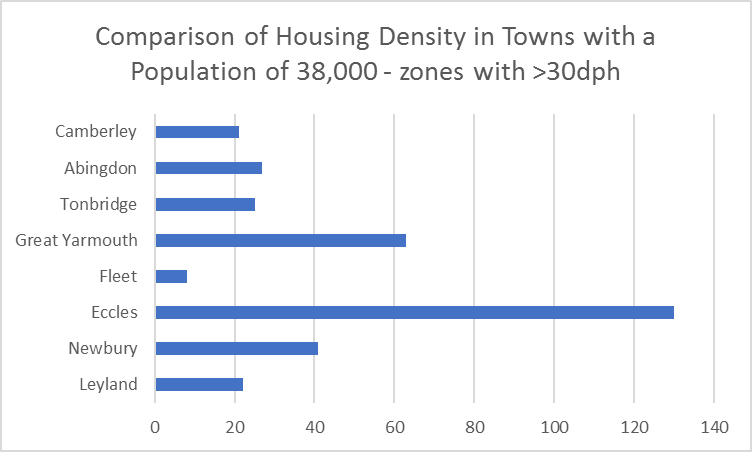 Comparison of Housing Density in Towns with a
Population of 38,000 - zones with >30dph
Camberley
Abingdon
Tonbridge
Great Yarmouth
Fleet
Eccles
Newbury
Leyland
0 20 40 60 80 100 120 140